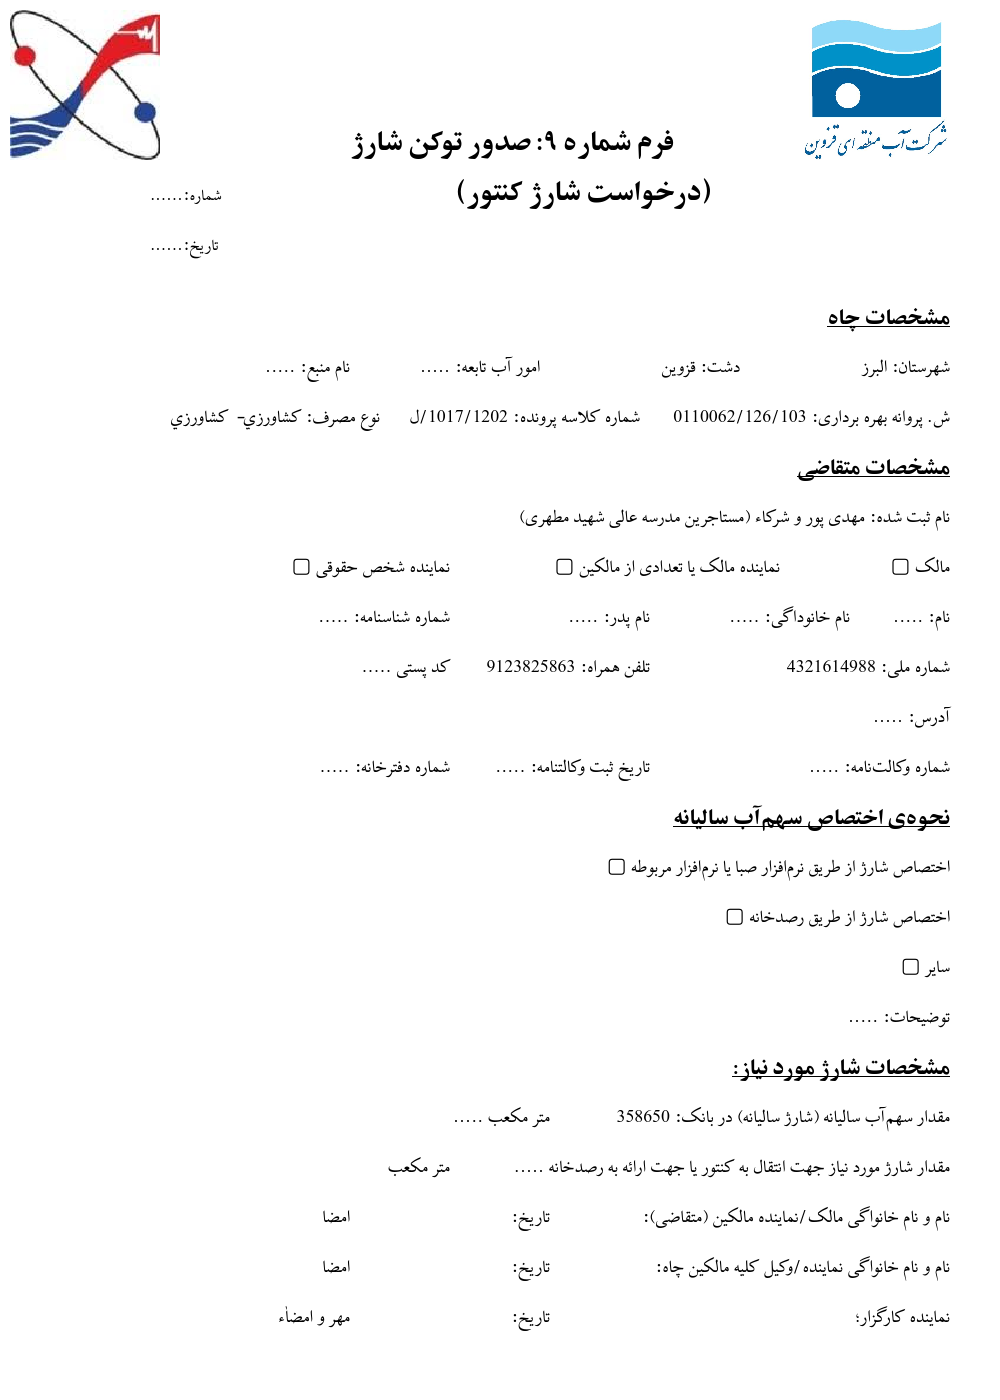 شرکت آب منطقه ای قزوین
فرم شماره ۹: صدور توکن شارژ
(درخواست شارژ کنتور)
شماره:......
تاریخ:......
مشخصات چاه
شهرستان: البرز دشت: قزوین امور آب تابعه: ..... نام منبع: .....
ش. پروانه بهره برداری: 0110062/126/103 شماره کلاسه پرونده: 1017/1202/ل نوع مصرف: کشاورزي- کشاورزي
مشخصات متقاضی
نام ثبت شده: مهدی پور و شرکاء (مستاجرین مدرسه عالی شهید مطهری)
مالک ▢ نماینده مالک یا تعدادی از مالکین ▢ نماینده شخص حقوقی ▢
نام: ..... نام خانوداگی: ..... نام پدر: ..... شماره شناسنامه: .....
شماره ملی: 4321614988 تلفن همراه: 9123825863 کد پستی .....
آدرس: .....
شماره وکالت‌نامه: ..... تاریخ ثبت وکالتنامه: ..... شماره دفترخانه: .....
نحوه‌ی اختصاص سهم‌آب سالیانه
اختصاص شارژ از طریق نرم‌افزار صبا یا نرم‌افزار مربوطه ▢
اختصاص شارژ از طریق رصدخانه ▢
سایر ▢
توضیحات: .....
مشخصات شارژ مورد نیاز:
مقدار سهم‌آب سالیانه (شارژ سالیانه) در بانک: 358650 متر مکعب .....
مقدار شارژ مورد نیاز جهت انتقال به کنتور یا جهت ارائه به رصدخانه ..... متر مکعب
نام و نام خانواگی مالک/نماینده مالکین (متقاضی): تاریخ: امضا
نام و نام خانواگی نماینده/وکیل کلیه مالکین چاه: تاریخ: امضا
نماینده کارگزار؛ تاریخ: مهر و امضاٰء